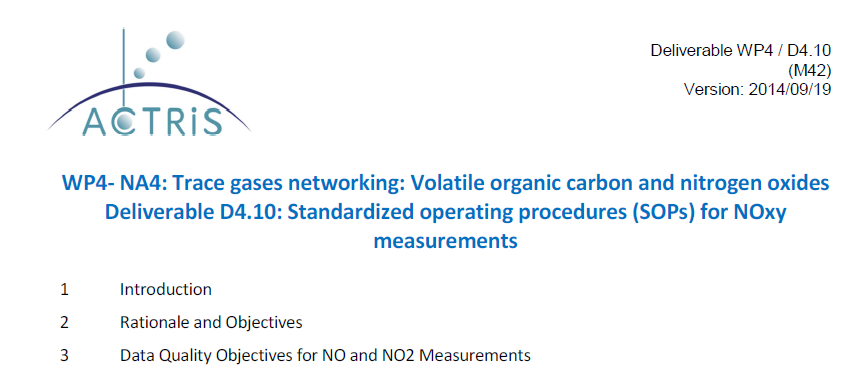 Deliverable WP4 / D4.10
(M42)
Version: 2014/09/19
ACTRiS
WP4- NA4: Trace gases networking: Volatile organic carbon and nitrogen oxides
Deliverable D4.10: Standardized operating procedures (SOPs) for NOxy
measurements
1 Introduction
2 Rationale and Objectives
3 Data Quality Objectives for NO and NO2 Measurements